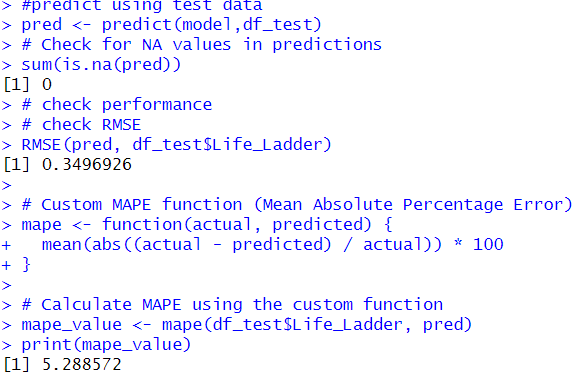 > #predict using test data
> pred <- predict(model,df_test)
> # Check for NA values in predictions
> sum(is.na(pred))
[1] 0
> # check performance
> # check RMSE
> RMSE(pred, df_test$Life_Ladder)
[1] 0.3496926
>
> # Custom MAPE function (Mean Absolute Percentage Error)
> mape <- function(actual, predicted) {
+   mean(abs((actual - predicted) / actual)) * 100
+ }
>
> # Calculate MAPE using the custom function
> mape_value <- mape(df_test$Life_Ladder, pred)
> print(mape_value)
[1] 5.288572